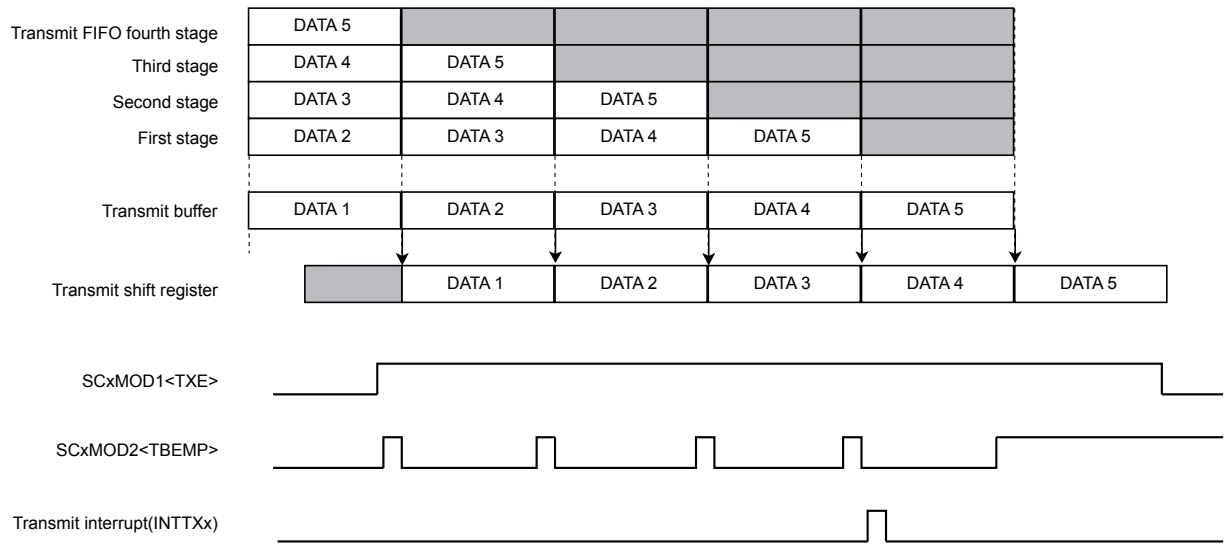 Transmit FIFO fourth stage DATA 5
Third stage DATA 4 DATA 5
Second stage DATA 3 DATA 4 DATA 5
First stage DATA 2 DATA 3 DATA 4 DATA 5
Transmit buffer DATA 1 DATA 2 DATA 3 DATA 4 DATA 5
Transmit shift register DATA 1 DATA 2 DATA 3 DATA 4 DATA 5
SCxMOD1<TXE>
SCxMOD2<TBEMP>
Transmit interrupt(INTTXx)